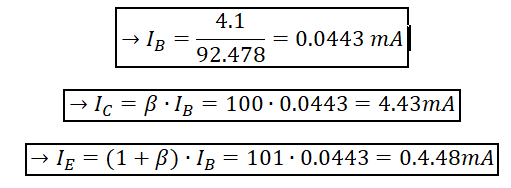 → I_B = 4.1/92.478 = 0.0443 mA
→ I_C = β · I_B = 100 · 0.0443 = 4.43mA
→ I_E = (1 + β) · I_B = 101 · 0.0443 = 0.4.48mA